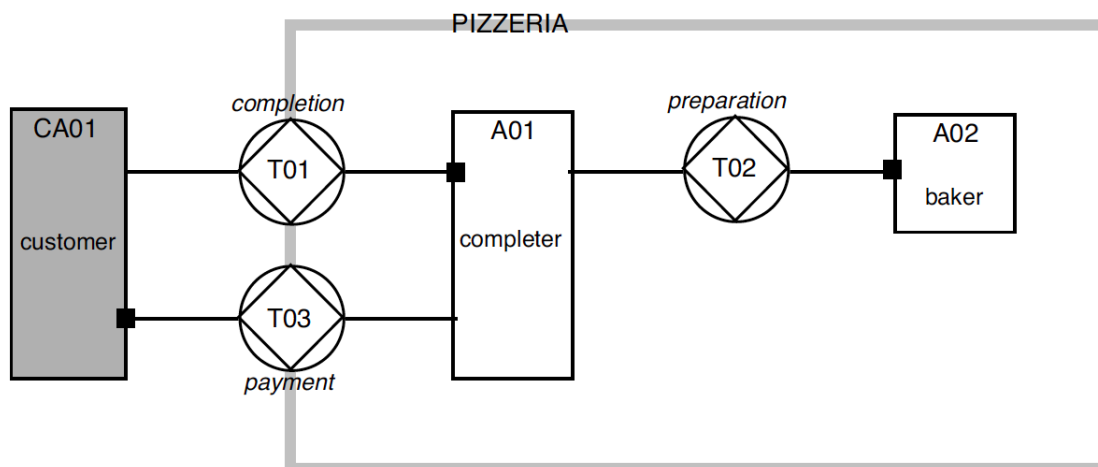 PIZZERIA
completion
preparation
CA01
T01
A01
T02
A02
baker
customer
completer
T03
payment